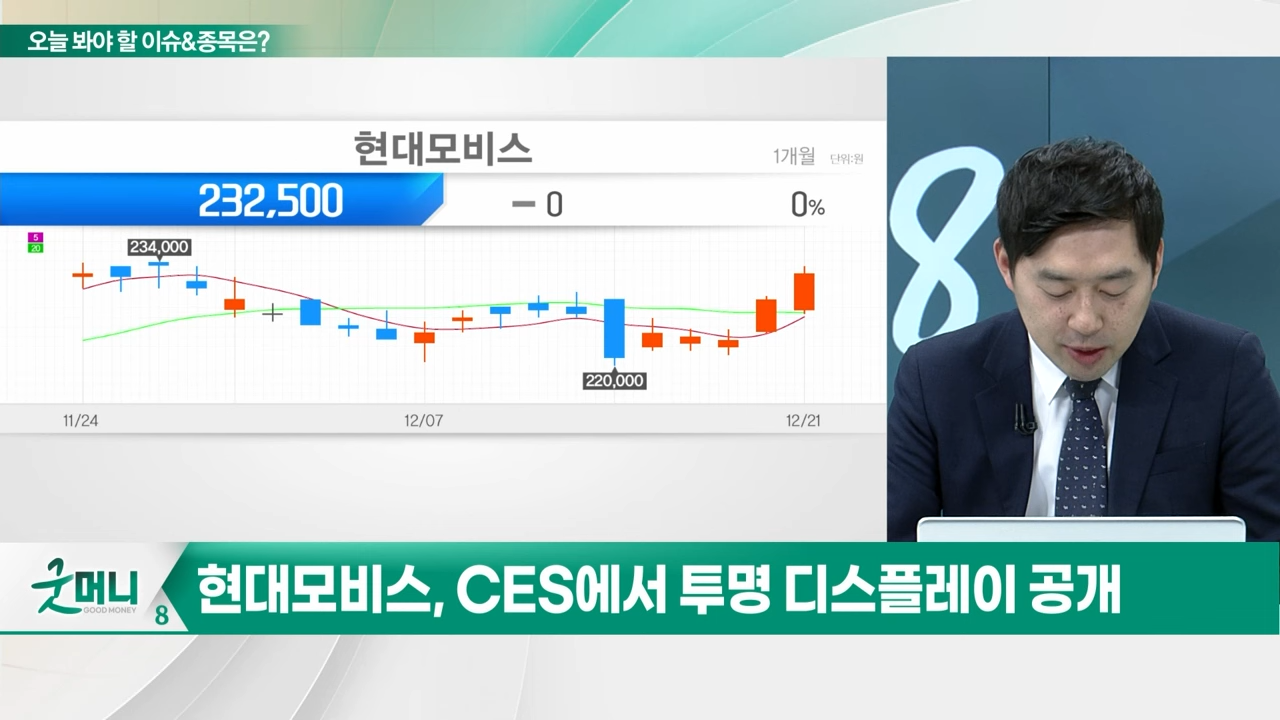 오늘 봐야 할 이슈&종목은?
현대모비스
1개월 단위:원
232,500 0 0%
5
20
234,000
220,000
11/24 12/07 12/21
8
굿머니
GOOD MONEY
8
현대모비스, CES에서 투명 디스플레이 공개